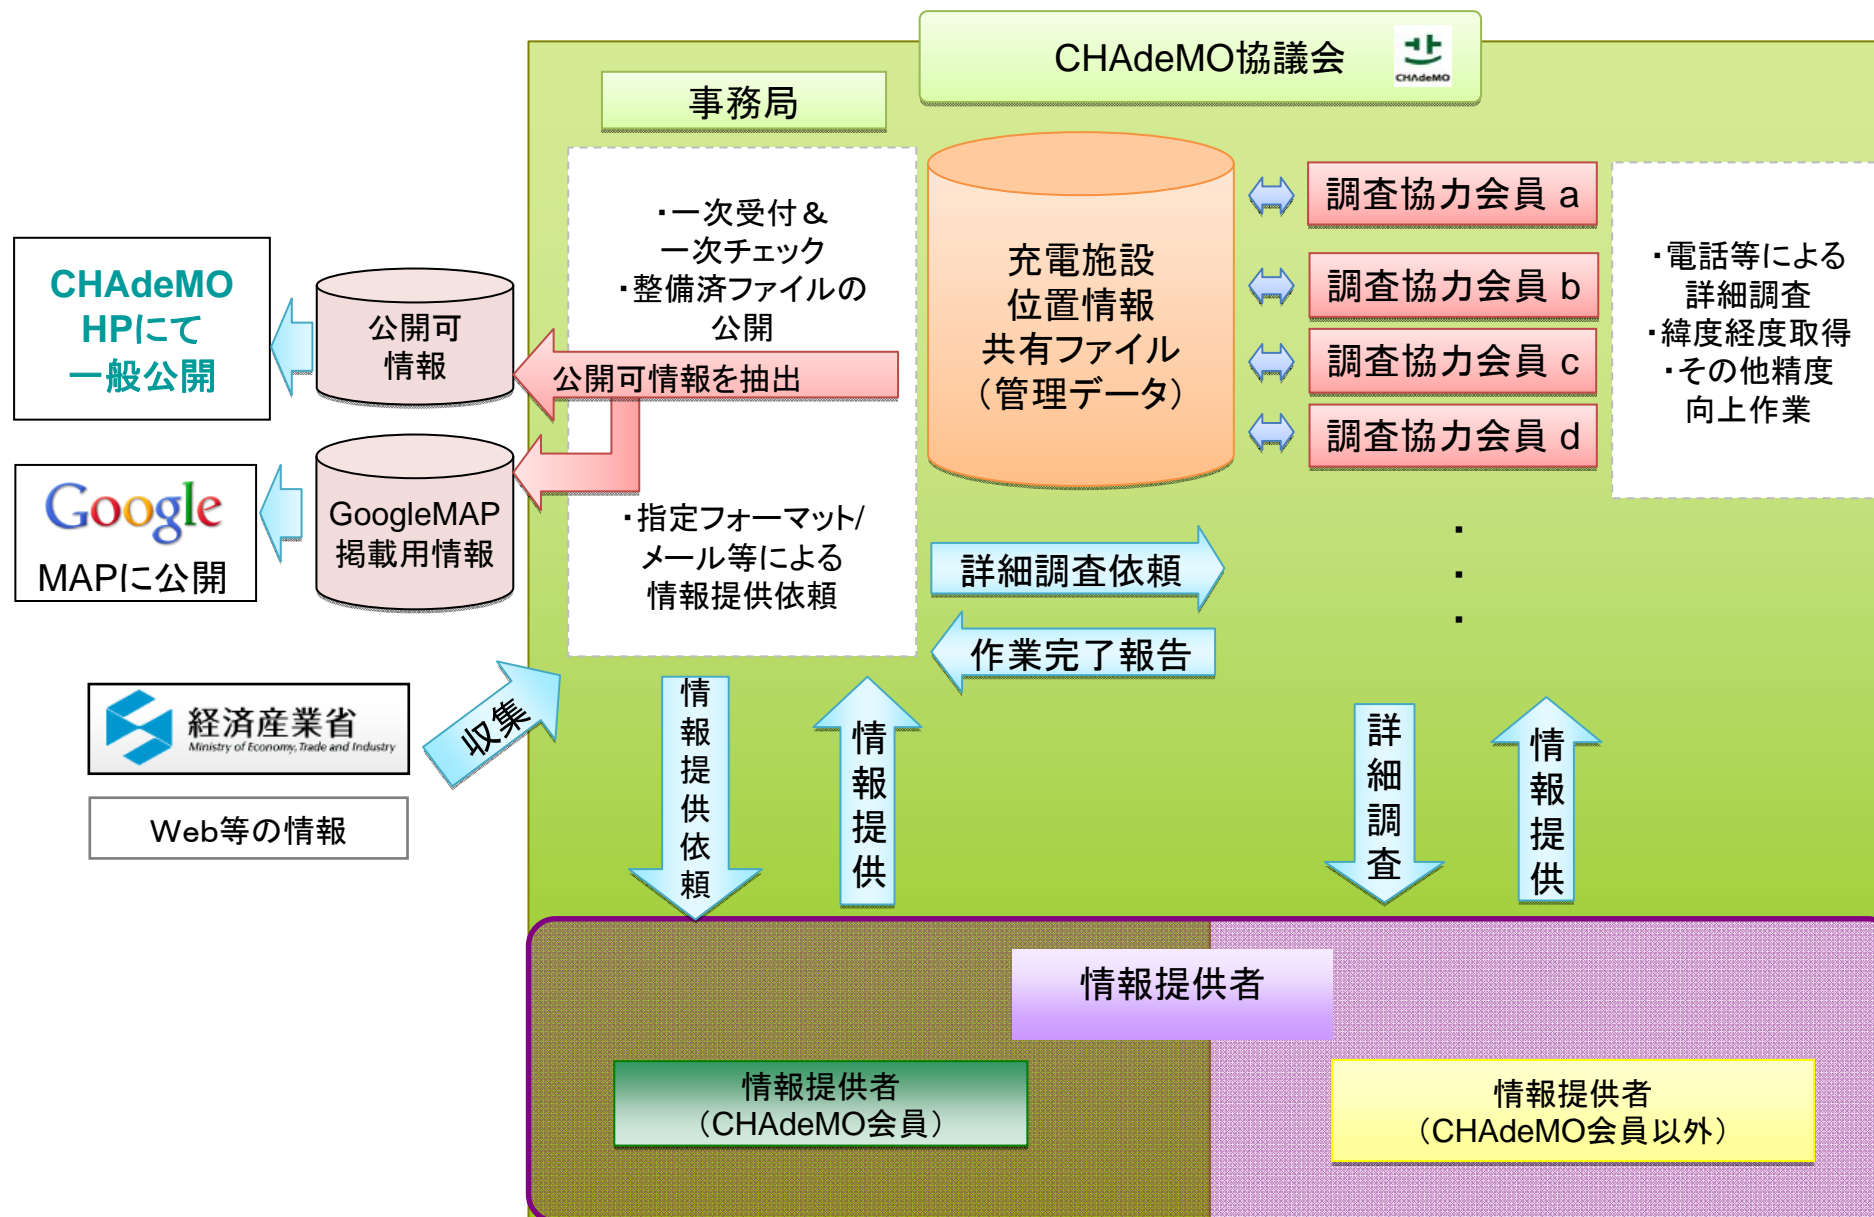 CHAdeMO協議会
CHAdeMO
事務局
・一次受付＆
一次チェック
・整備済ファイルの
公開
公開可情報を抽出
・指定フォーマット/
メール等による
情報提供依頼
充電施設
位置情報
共有ファイル
（管理データ）
調査協力会員 a
調査協力会員 b
調査協力会員 c
調査協力会員 d
・
・
・
・電話等による
詳細調査
・緯度経度取得
・その他精度
向上作業
CHAdeMO
HPにて
一般公開
公開可
情報
Google
MAPに公開
GoogleMAP
掲載用情報
詳細調査依頼
作業完了報告
経済産業省
Ministry of Economy, Trade and Industry
Web等の情報
収集
情報提供依頼
情報提供
詳細調査
情報提供
情報提供者
情報提供者
（CHAdeMO会員）
情報提供者
（CHAdeMO会員以外）